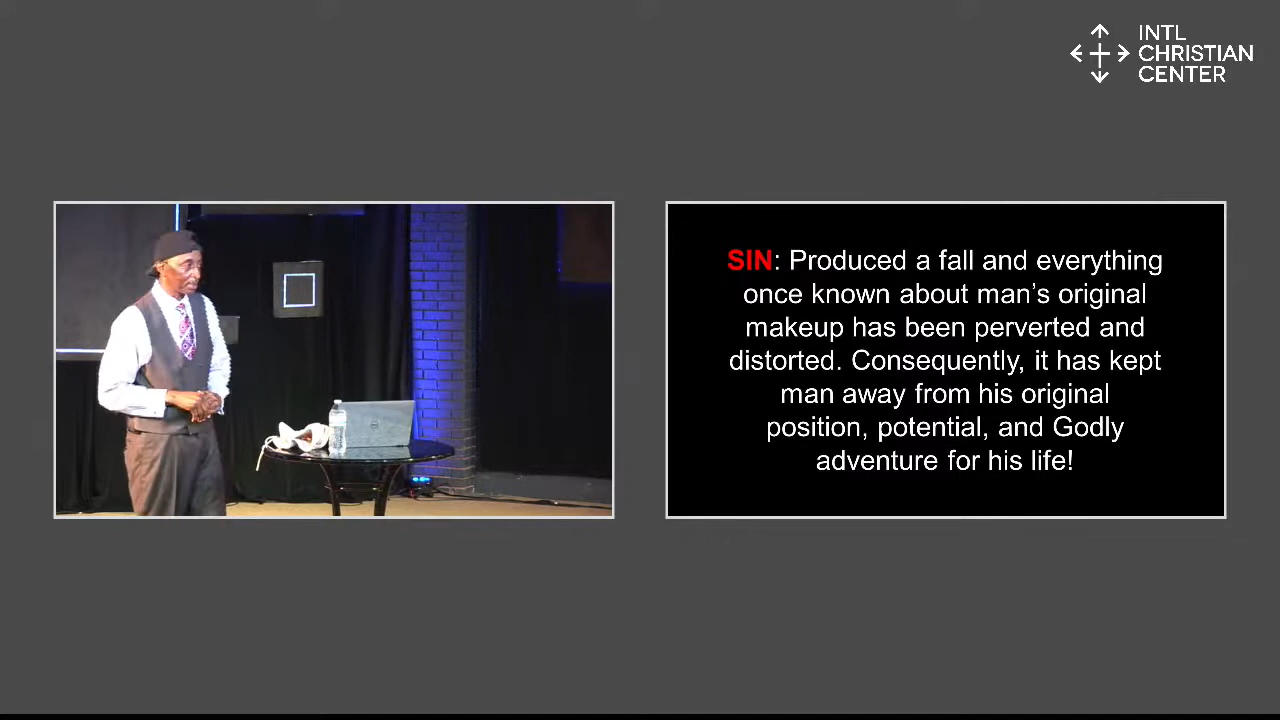 INTL
CHRISTIAN
CENTER
SIN: Produced a fall and everything
once known about man's original
makeup has been perverted and
distorted. Consequently, it has kept
man away from his original
position, potential, and Godly
adventure for his life!